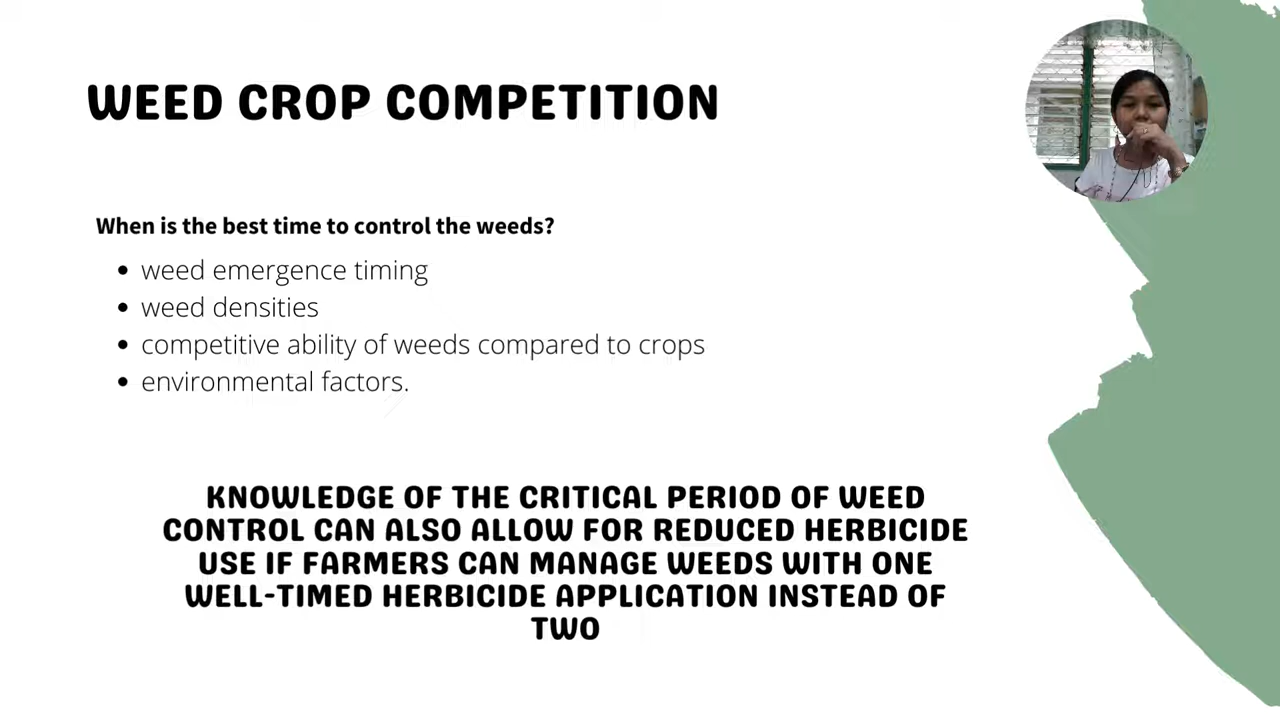 WEED CROP COMPETITION
When is the best time to control the weeds?
• weed emergence timing
• weed densities
• competitive ability of weeds compared to crops
• environmental factors.
KNOWLEDGE OF THE CRITICAL PERIOD OF WEED
CONTROL CAN ALSO ALLOW FOR REDUCED HERBICIDE
USE IF FARMERS CAN MANAGE WEEDS WITH ONE
WELL-TIMED HERBICIDE APPLICATION INSTEAD OF
TWO